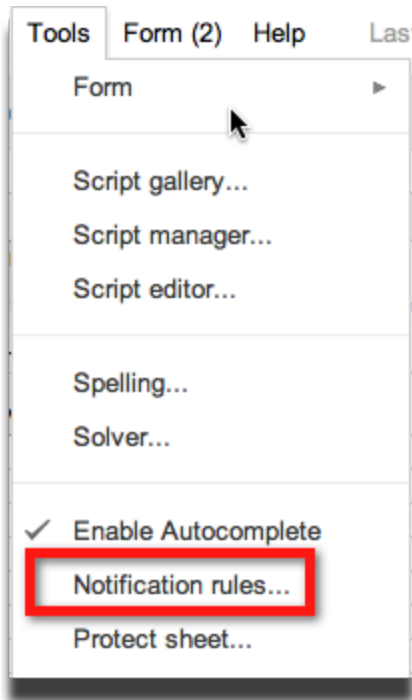 Tools Form (2) Help Las
Form
Script gallery...
Script manager...
Script editor...
Spelling...
Solver...
Enable Autocomplete
Notification rules...
Protect sheet...